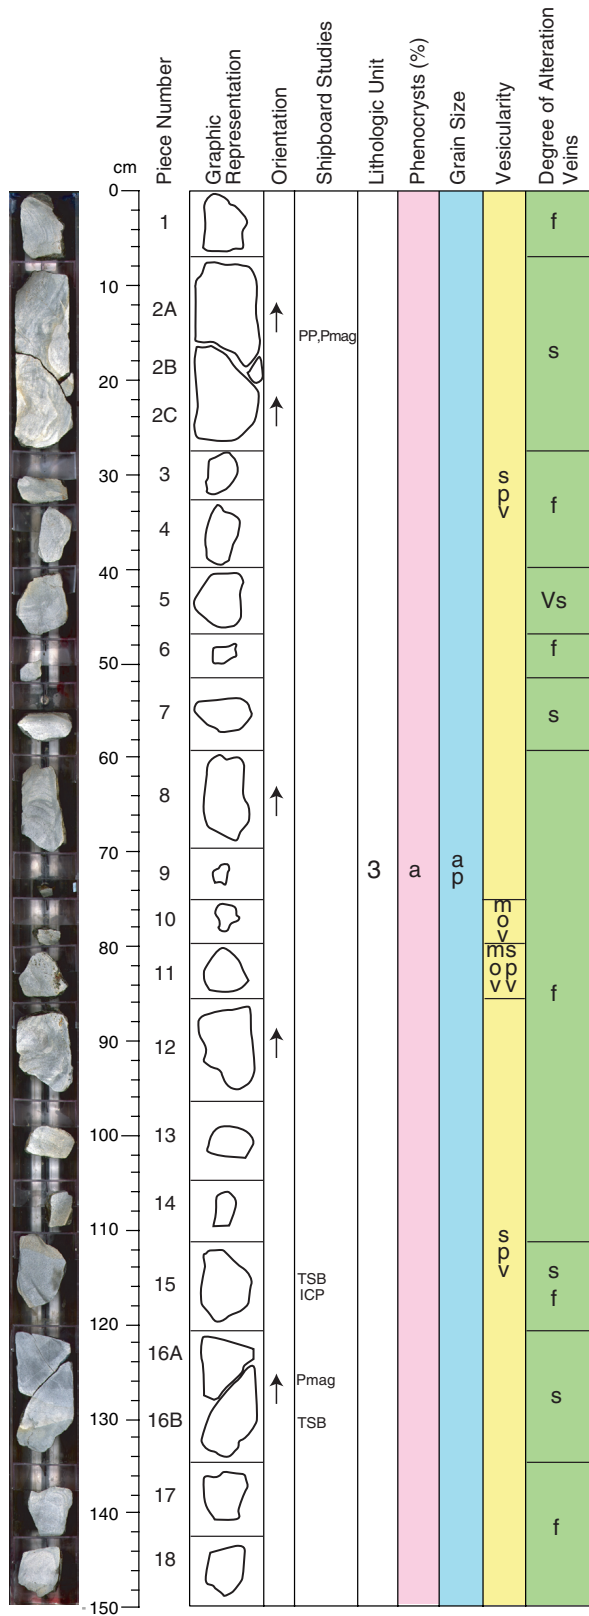 cm
Piece Number
Graphic
Representation
Orientation
Shipboard Studies
Lithologic Unit
Phenocrysts (%)
Grain Size
Vesicularity
Degree of Alteration
Veins
0
1
f
10
2A
PP,Pmag
s
2B
20
2C
3
30
s
p
v
f
4
40
5
Vs
6
f
50
7
s
60
8
70
9
3
a
a
p
10
m
o
v
80
11
ms
o p
v v
f
90
12
100
13
14
110
s
p
v
15
TSB
ICP
s
f
120
16A
Pmag
s
16B
TSB
130
17
140
f
18
150